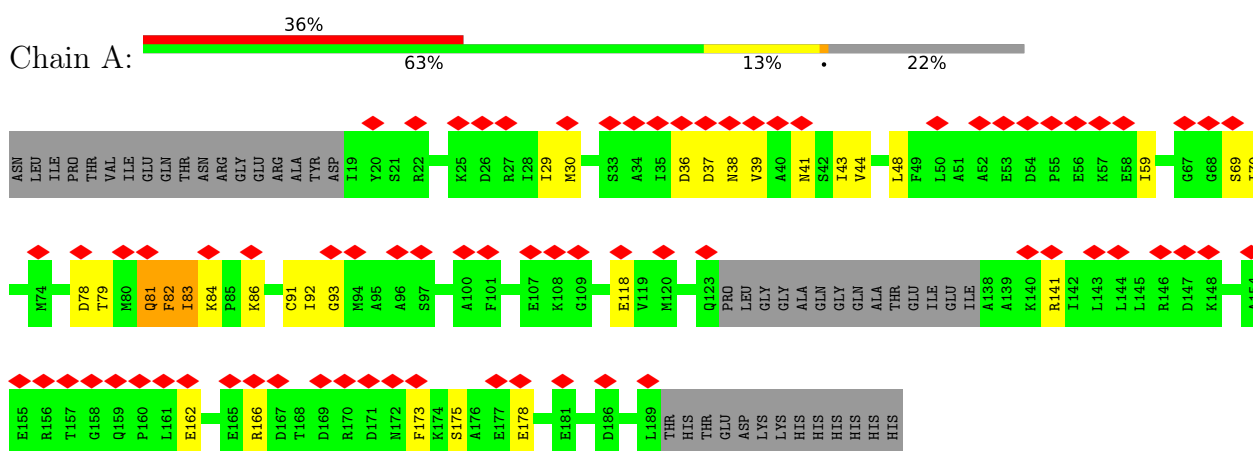 36%
Chain A:
63% 13% • 22%
ASN LEU ILE PRO THR VAL ILE GLU GLN THR ASN ARG GLY GLU ARG ALA TYR ASP I19 Y20 S21 R22 K25 D26 R27 I28 I29 M30 S33 A34 I35 D36 D37 N38 V39 A40 N41 S42 I43 V44 L48 F49 L50 A51 A52 E53 D54 P55 E56 K57 E58 I59 G67 G68 S69
M74 D78 T79 M80 Q81 F82 I83 K84 P85 K86 C91 I92 G93 M94 A95 A96 S97 A100 F101 E107 K108 G109 E118 V119 M120 Q123 PRO LEU GLY GLY ALA GLN GLY GLN ALA THR GLU ILE GLU ILE A138 A139 K140 R141 I142 L143 L144 L145 R146 D147 K148
E155 R156 T157 G158 Q159 P160 L161 E162 E165 R166 D167 T168 D169 R170 D171 N172 F173 K174 S175 A176 E177 E178 E181 D186 L189 THR HIS THR GLU ASP LYS LYS HIS HIS HIS HIS HIS HIS